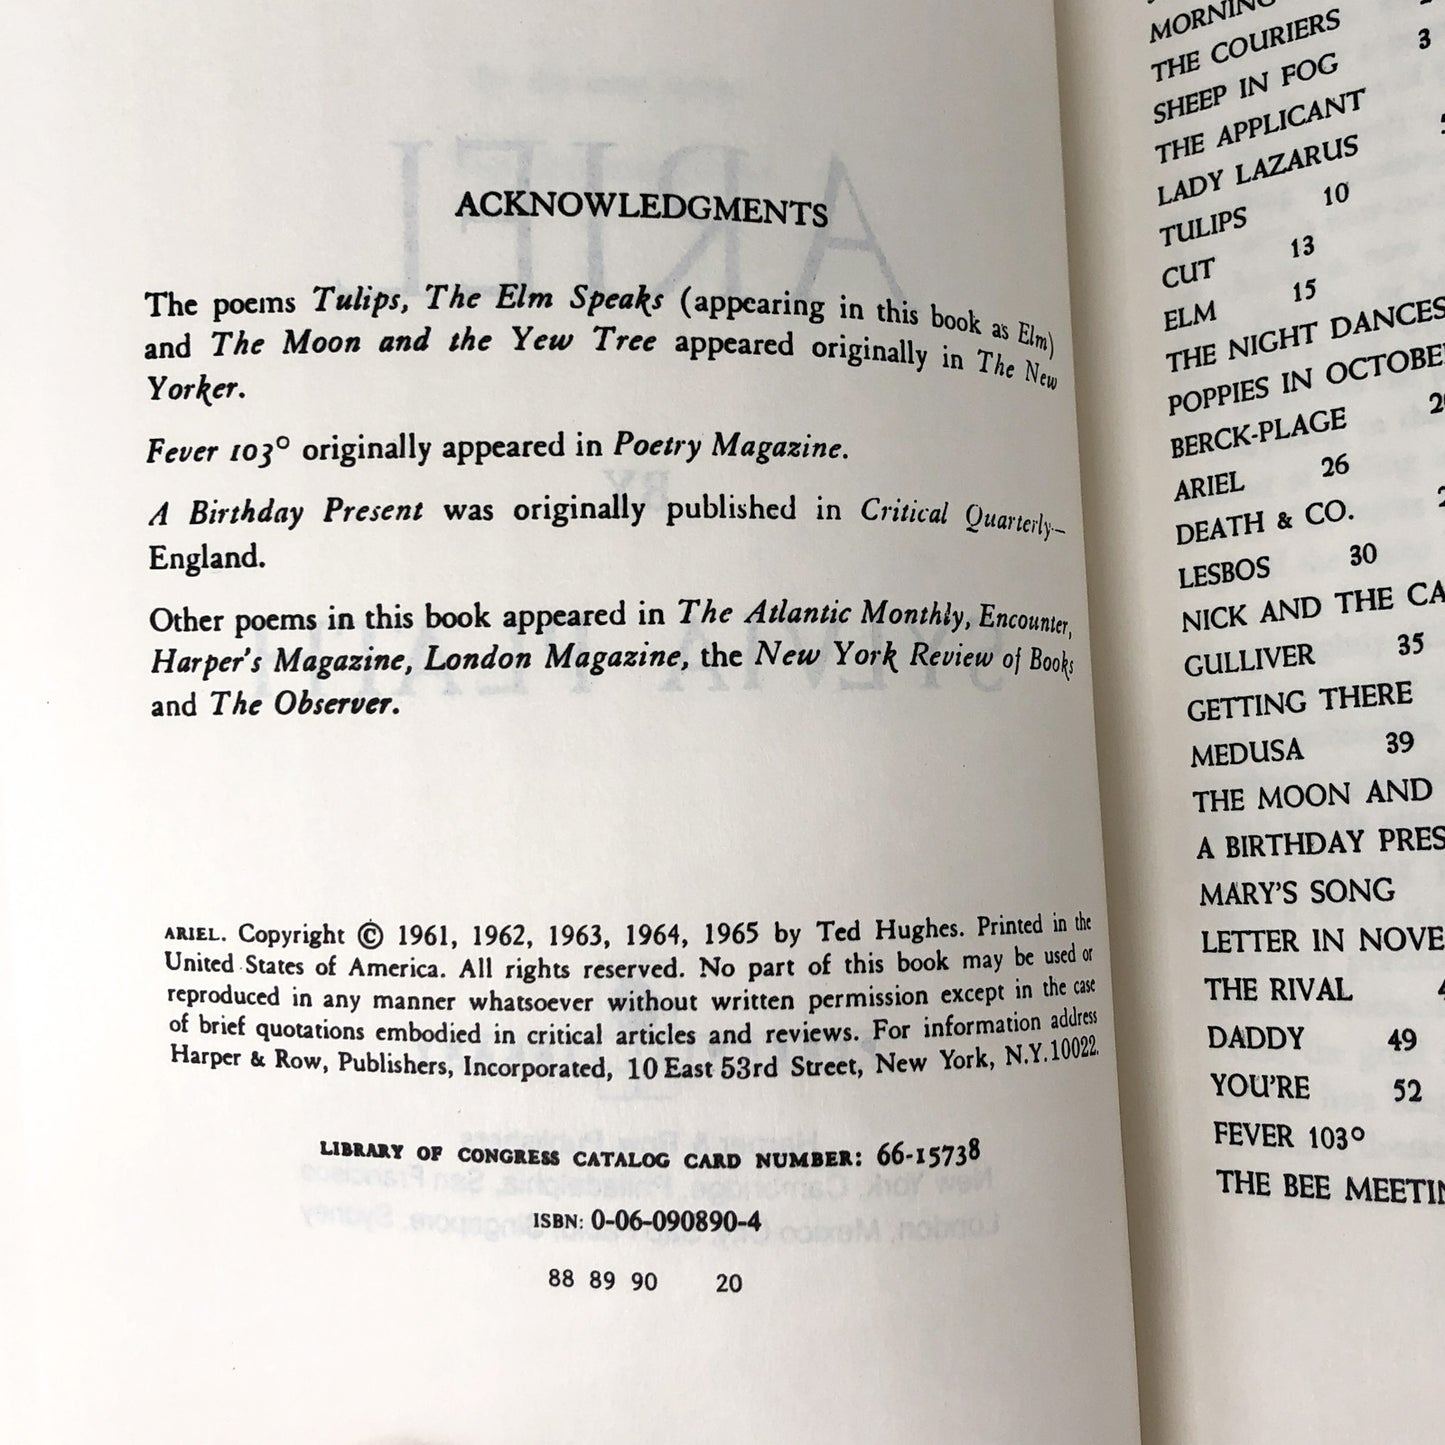 ACKNOWLEDGMENTS
The poems Tulips, The Elm Speaks (appearing in this book as Elm)
and The Moon and the Yew Tree appeared originally in The New
Yorker.
Fever 103° originally appeared in Poetry Magazine.
A Birthday Present was originally published in Critical Quarterly—
England.
Other poems in this book appeared in The Atlantic Monthly, Encounter,
Harper's Magazine, London Magazine, the New York Review of Books
and The Observer.
ARIEL. Copyright © 1961, 1962, 1963, 1964, 1965 by Ted Hughes. Printed in the
United States of America. All rights reserved. No part of this book may be used or
reproduced in any manner whatsoever without written permission except in the case
of brief quotations embodied in critical articles and reviews. For information address
Harper & Row, Publishers, Incorporated, 10 East 53rd Street, New York, N.Y. 10022.
LIBRARY OF CONGRESS CATALOG CARD NUMBER: 66-15738
ISBN: 0-06-090890-4
88 89 90 20
MORNING
THE COURIERS
SHEEP IN FOG 3
THE APPLICANT
LADY LAZARUS
TULIPS 10
CUT 13
ELM 15
THE NIGHT DANCES
POPPIES IN OCTOBER
BERCK-PLAGE
ARIEL 26
DEATH & CO.
LESBOS 30
NICK AND THE CA
GULLIVER 35
GETTING THERE
MEDUSA 39
THE MOON AND
A BIRTHDAY PRES
MARY'S SONG
LETTER IN NOVE
THE RIVAL
DADDY 49
YOU'RE 52
FEVER 103°
THE BEE MEETIN